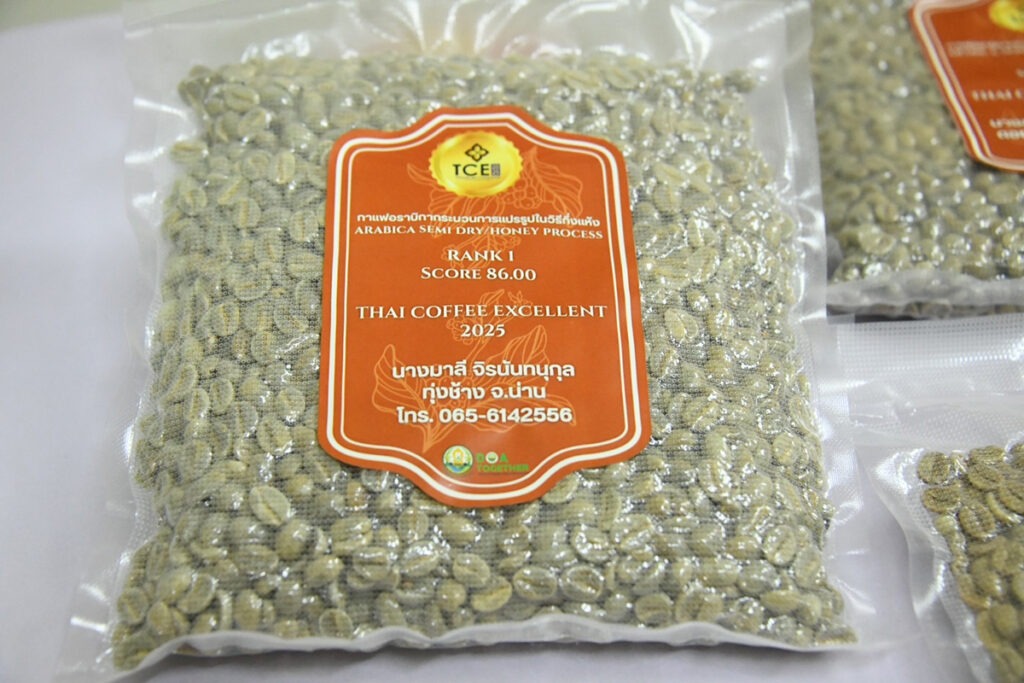 TCE
กาแฟอราบิกากระบวนการแปรรูปในวิธีกึ่งแห้ง
ARABICA SEMI DRY/HONEY PROCESS
RANK 1
SCORE 86.00
THAI COFFEE EXCELLENT
2025
นางมาลี จิรนันทนุกุล
ทุ่งช้าง จ.น่าน
โทร. 065-6142556
DOA
TOGETHER
THAI